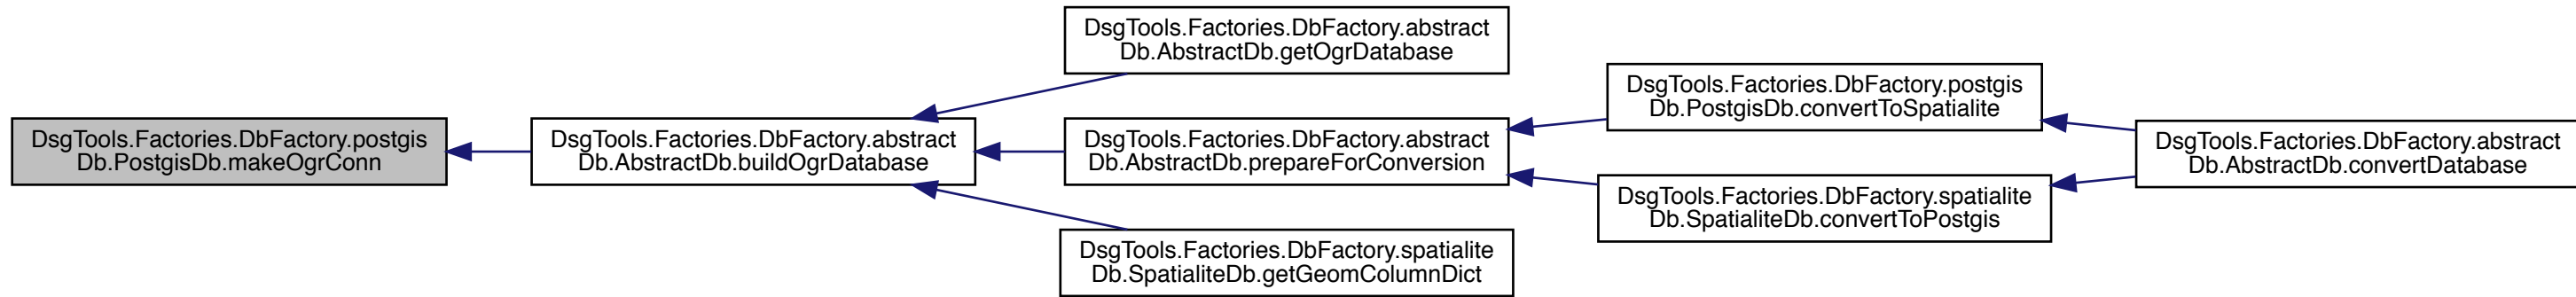 DsgTools.Factories.DbFactory.postgis
Db.PostgisDb.makeOgrConn
DsgTools.Factories.DbFactory.abstract
Db.AbstractDb.buildOgrDatabase
DsgTools.Factories.DbFactory.abstract
Db.AbstractDb.getOgrDatabase
DsgTools.Factories.DbFactory.abstract
Db.AbstractDb.prepareForConversion
DsgTools.Factories.DbFactory.spatialite
Db.SpatialiteDb.getGeomColumnDict
DsgTools.Factories.DbFactory.postgis
Db.PostgisDb.convertToSpatialite
DsgTools.Factories.DbFactory.spatialite
Db.SpatialiteDb.convertToPostgis
DsgTools.Factories.DbFactory.abstract
Db.AbstractDb.convertDatabase